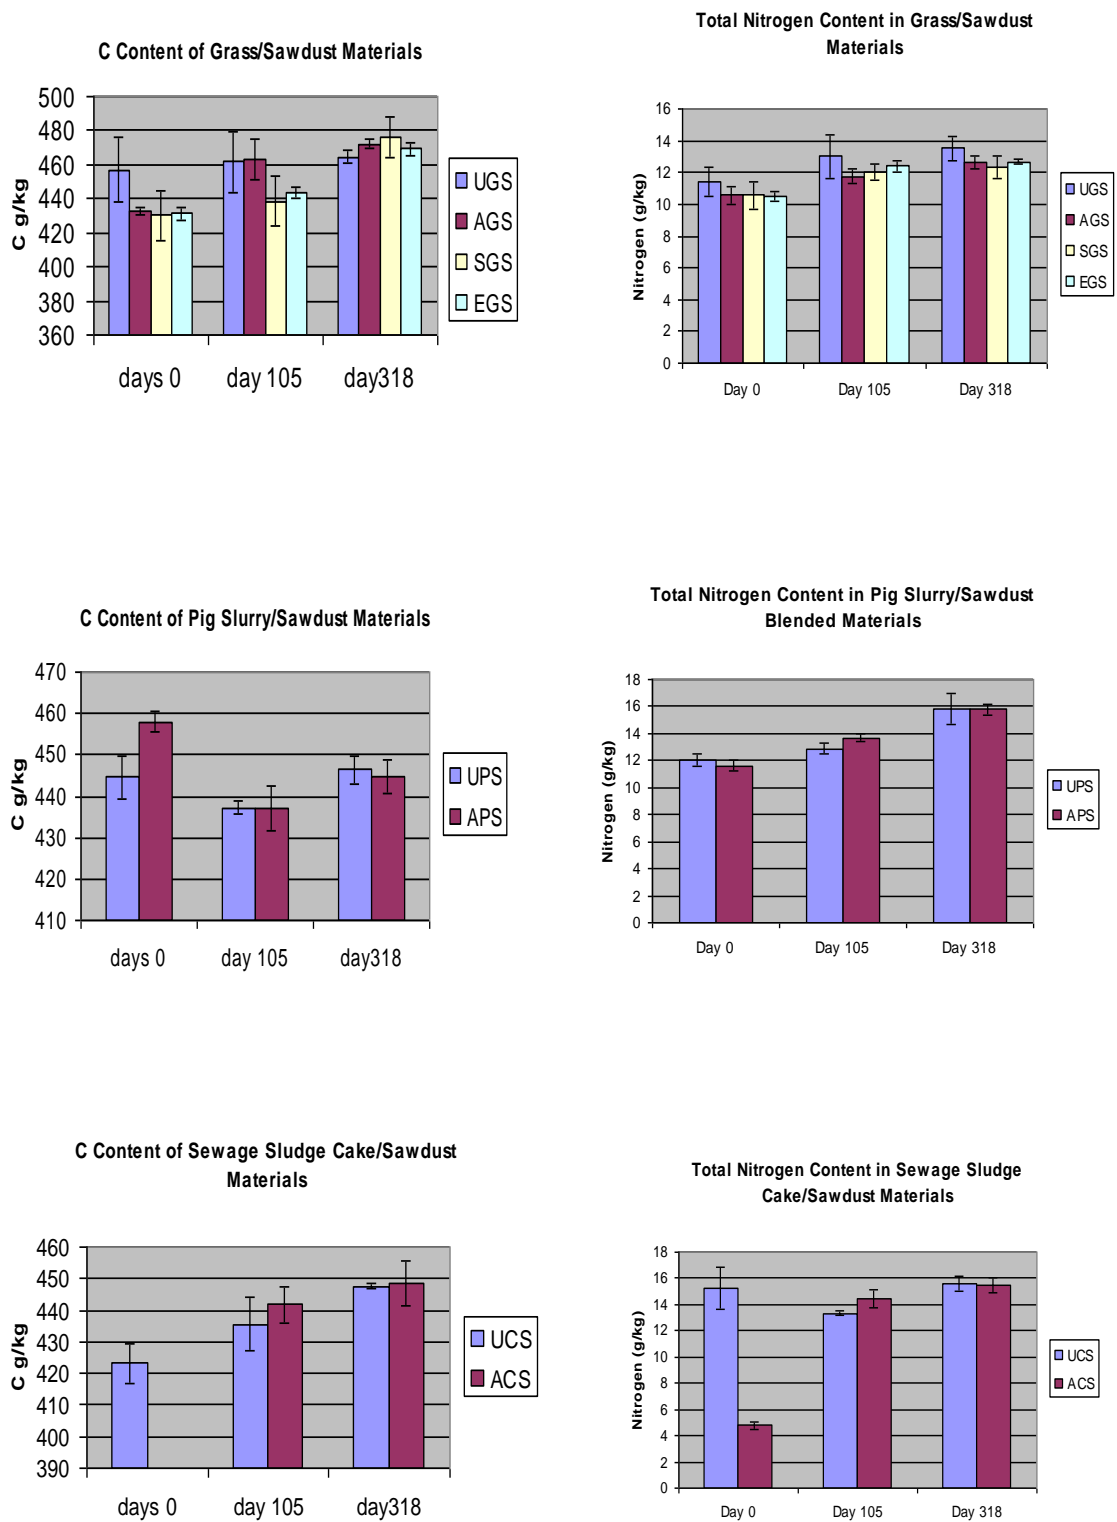 C Content of Grass/Sawdust Materials
500
480
460
440
420
400
380
360
C g/kg
days 0
day 105
day318
UGS
AGS
SGS
EGS
Total Nitrogen Content in Grass/Sawdust
Materials
16
14
12
10
8
6
4
2
0
Nitrogen (g/kg)
Day 0
Day 105
Day 318
UGS
AGS
SGS
EGS
C Content of Pig Slurry/Sawdust Materials
470
460
450
440
430
420
410
C g/kg
days 0
day 105
day318
UPS
APS
Total Nitrogen Content in Pig Slurry/Sawdust
Blended Materials
18
16
14
12
10
8
6
4
2
0
Nitrogen (g/kg)
Day 0
Day 105
Day 318
UPS
APS
C Content of Sewage Sludge Cake/Sawdust
Materials
460
450
440
430
420
410
400
390
C g/kg
days 0
day 105
day318
UCS
ACS
Total Nitrogen Content in Sewage Sludge
Cake/Sawdust Materials
18
16
14
12
10
8
6
4
2
0
Nitrogen (g/kg)
Day 0
Day 105
Day 318
UCS
ACS